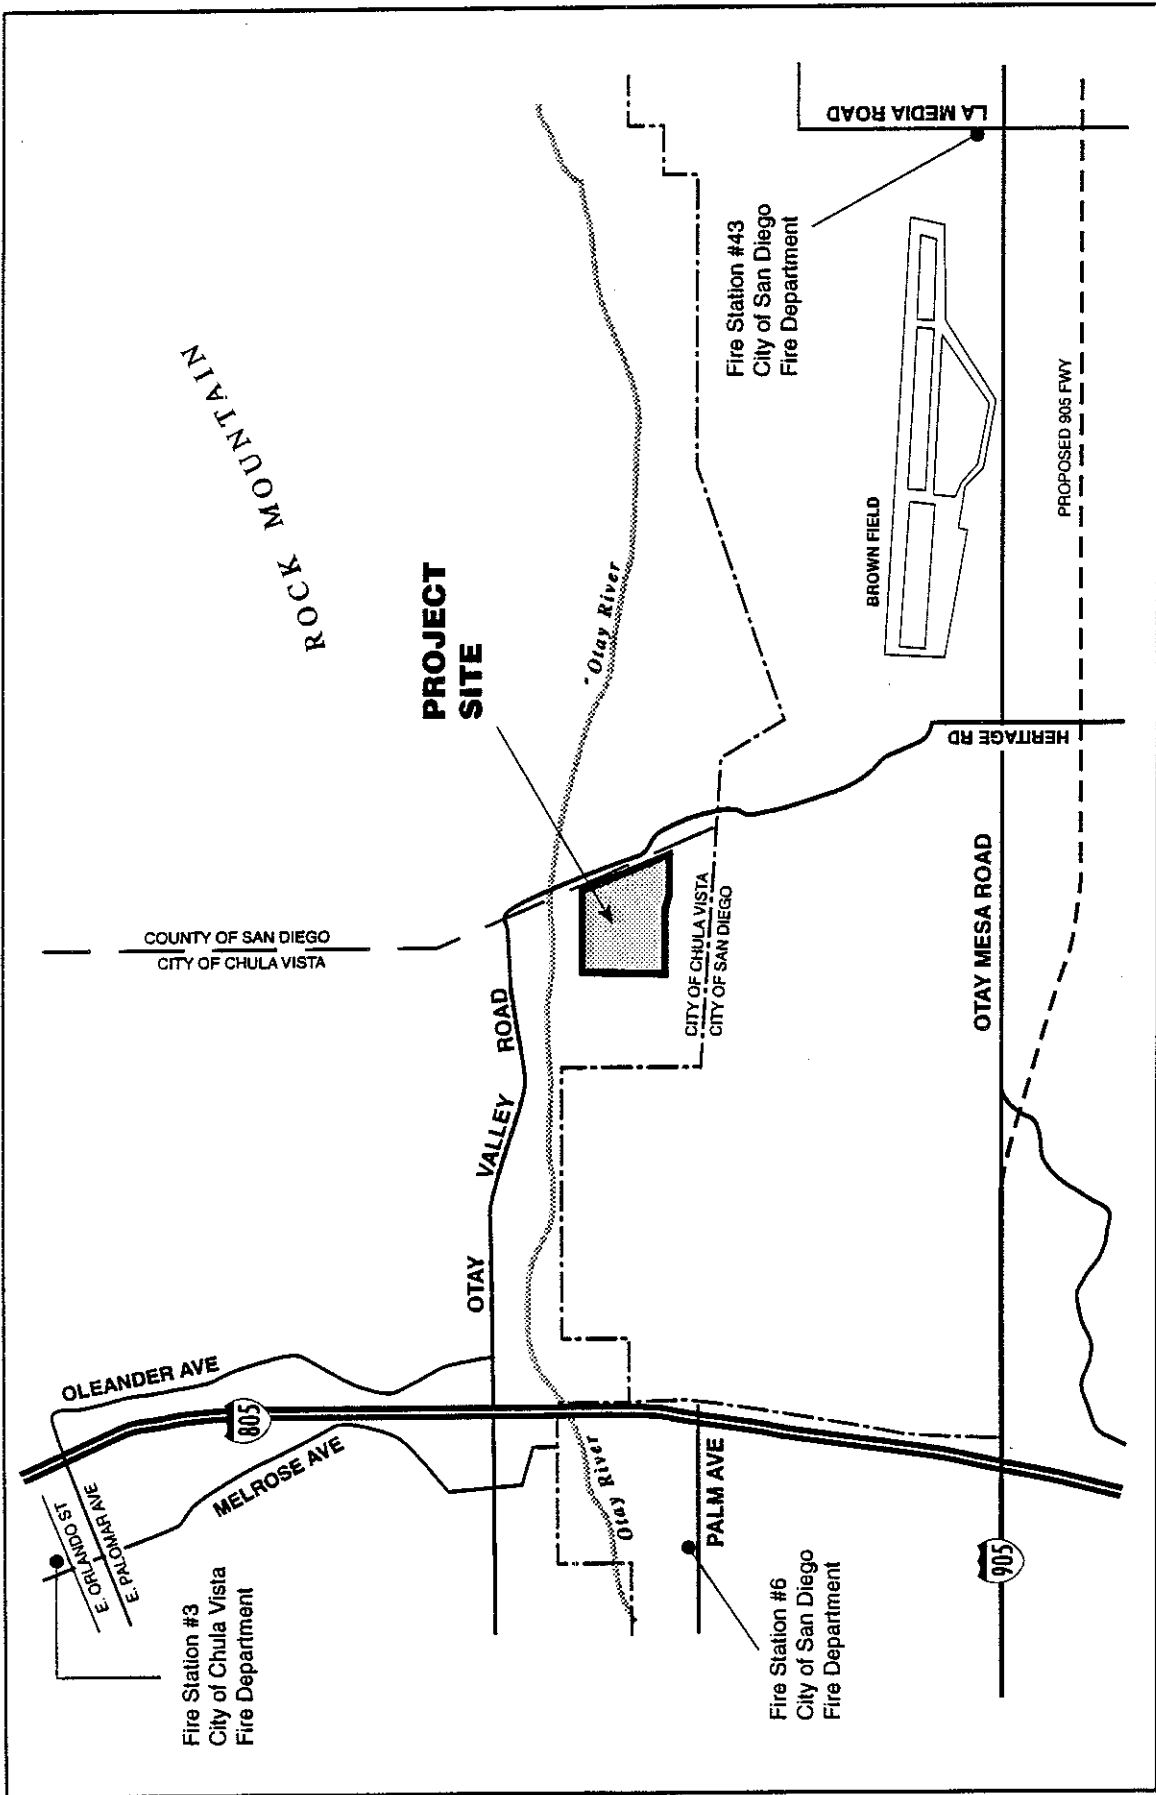 Fire Station #3
City of Chula Vista
Fire Department
E. ORLANDO ST
E. PALOMAR AVE
OLEANDER AVE
805
MELROSE AVE
COUNTY OF SAN DIEGO
CITY OF CHULA VISTA
ROCK MOUNTAIN
PROJECT
SITE
OTAY VALLEY ROAD
Otay River
Otay River
CITY OF CHULA VISTA
CITY OF SAN DIEGO
PALM AVE
Fire Station #6
City of San Diego
Fire Department
Fire Station #43
City of San Diego
Fire Department
LA MEDIA ROAD
BROWN FIELD
HERITAGE RD
OTAY MESA ROAD
905
PROPOSED 905 FWY